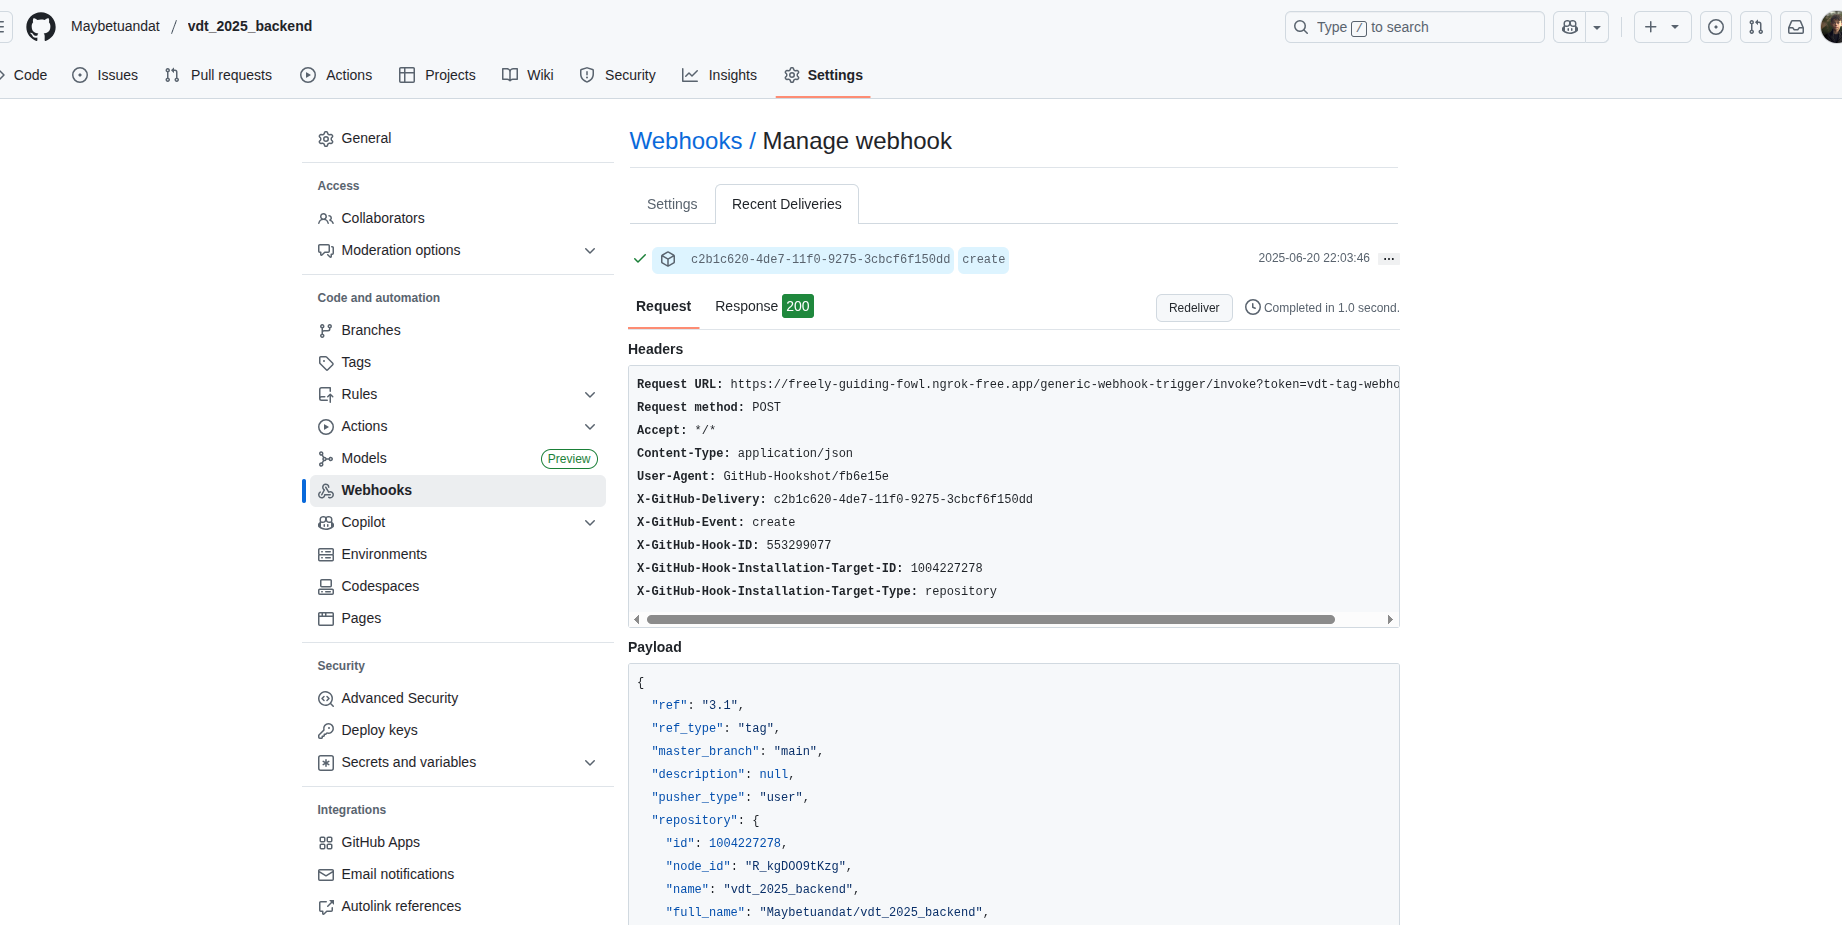 Maybetuandat / vdt_2025_backend
Type / to search
Code Issues Pull requests Actions Projects Wiki Security Insights Settings
General
Access
Collaborators
Moderation options
Code and automation
Branches
Tags
Rules
Actions
Models Preview
Webhooks
Copilot
Environments
Codespaces
Pages
Security
Advanced Security
Deploy keys
Secrets and variables
Integrations
GitHub Apps
Email notifications
Autolink references
Webhooks / Manage webhook
Settings Recent Deliveries
c2b1c620-4de7-11f0-9275-3cbcf6f150dd create 2025-06-20 22:03:46
Request Response 200 Redeliver Completed in 1.0 second.
Headers
Request URL: https://freely-guiding-fowl.ngrok-free.app/generic-webhook-trigger/invoke?token=vdt-tag-webho
Request method: POST
Accept: */*
Content-Type: application/json
User-Agent: GitHub-Hookshot/fb6e15e
X-GitHub-Delivery: c2b1c620-4de7-11f0-9275-3cbcf6f150dd
X-GitHub-Event: create
X-GitHub-Hook-ID: 553299077
X-GitHub-Hook-Installation-Target-ID: 1004227278
X-GitHub-Hook-Installation-Target-Type: repository
Payload
{
"ref": "3.1",
"ref_type": "tag",
"master_branch": "main",
"description": null,
"pusher_type": "user",
"repository": {
"id": 1004227278,
"node_id": "R_kgDOO9tKzg",
"name": "vdt_2025_backend",
"full_name": "Maybetuandat/vdt_2025_backend",